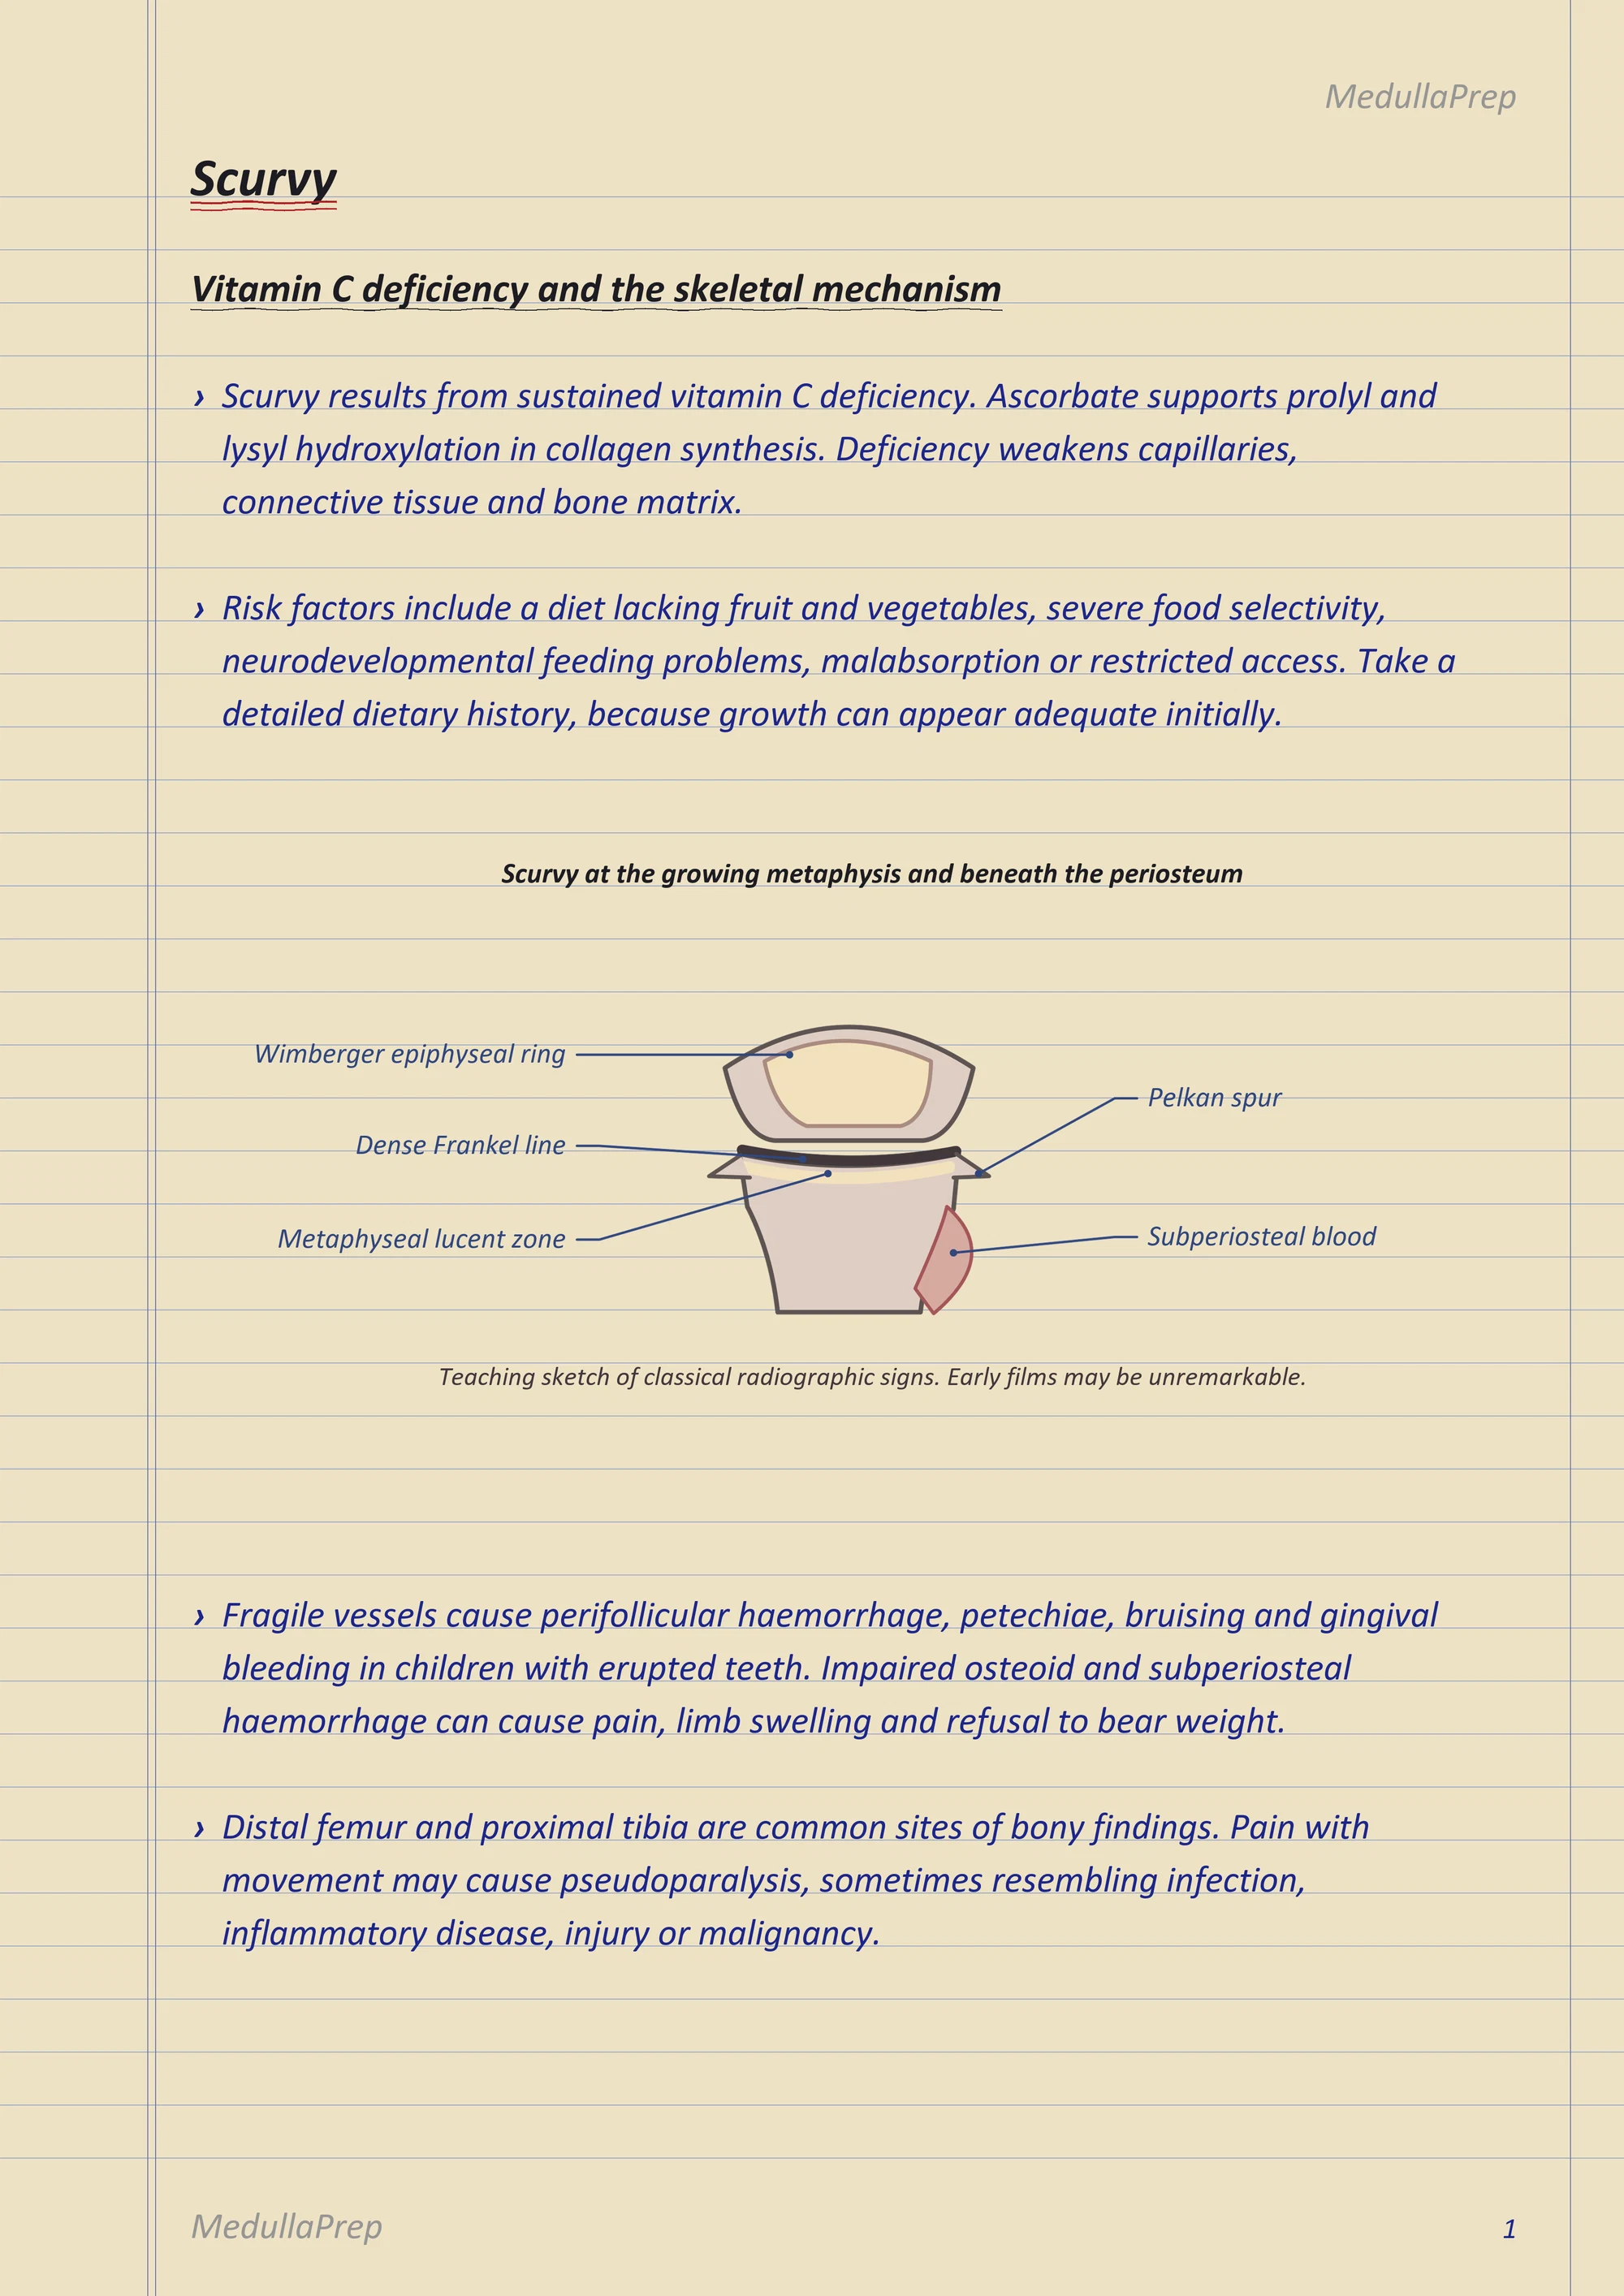 MedullaPrep
Scurvy
Vitamin C deficiency and the skeletal mechanism
› Scurvy results from sustained vitamin C deficiency. Ascorbate supports prolyl and
lysyl hydroxylation in collagen synthesis. Deficiency weakens capillaries,
connective tissue and bone matrix.
› Risk factors include a diet lacking fruit and vegetables, severe food selectivity,
neurodevelopmental feeding problems, malabsorption or restricted access. Take a
detailed dietary history, because growth can appear adequate initially.
Scurvy at the growing metaphysis and beneath the periosteum
Wimberger epiphyseal ring
Pelkan spur
Dense Frankel line
Metaphyseal lucent zone
Subperiosteal blood
Teaching sketch of classical radiographic signs. Early films may be unremarkable.
› Fragile vessels cause perifollicular haemorrhage, petechiae, bruising and gingival
bleeding in children with erupted teeth. Impaired osteoid and subperiosteal
haemorrhage can cause pain, limb swelling and refusal to bear weight.
› Distal femur and proximal tibia are common sites of bony findings. Pain with
movement may cause pseudoparalysis, sometimes resembling infection,
inflammatory disease, injury or malignancy.
MedullaPrep
1